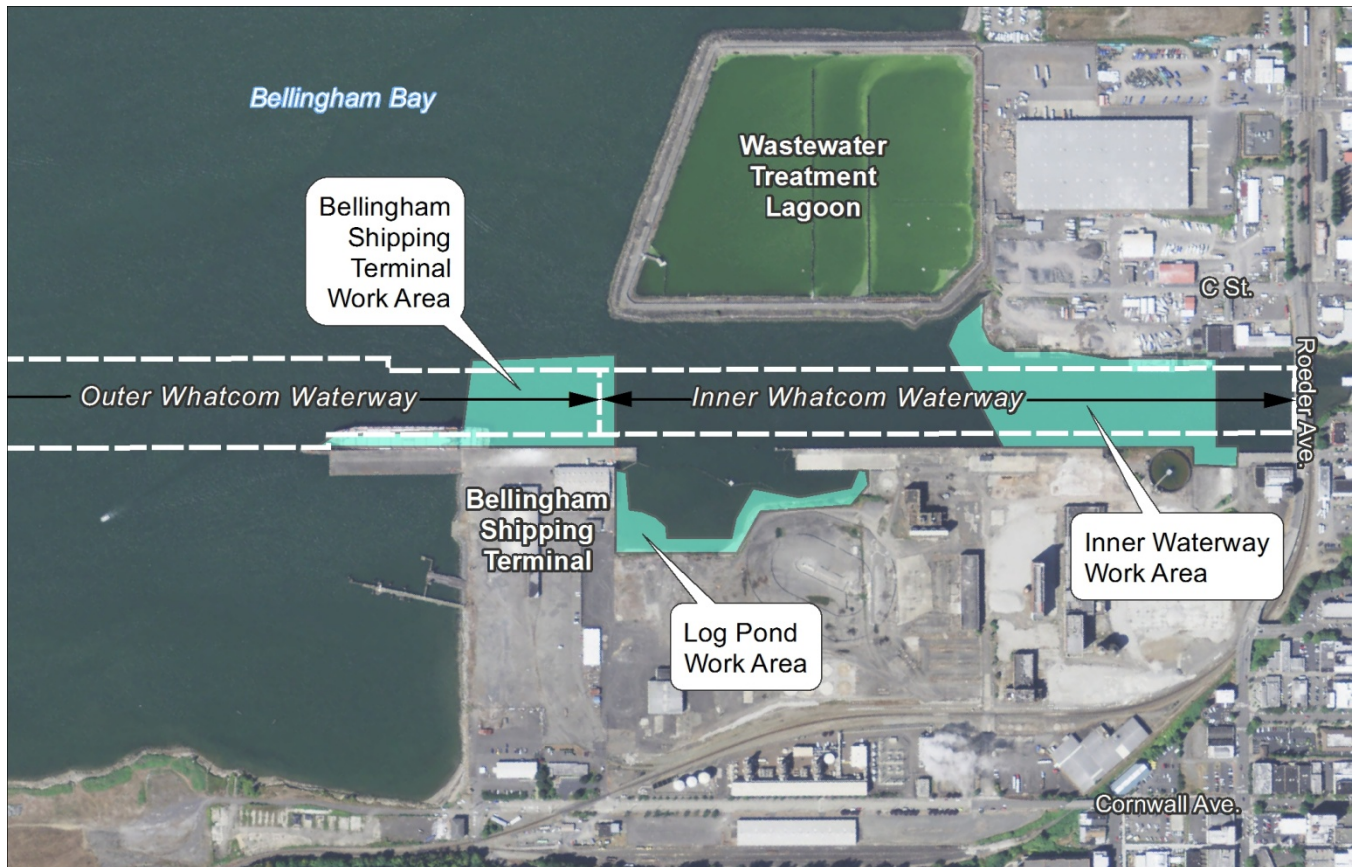 Bellingham Bay
Wastewater
Treatment
Lagoon
Bellingham
Shipping
Terminal
Work Area
C St.
Outer Whatcom Waterway
Inner Whatcom Waterway
Roeder Ave.
Bellingham
Shipping
Terminal
Inner Waterway
Work Area
Log Pond
Work Area
Cornwall Ave.